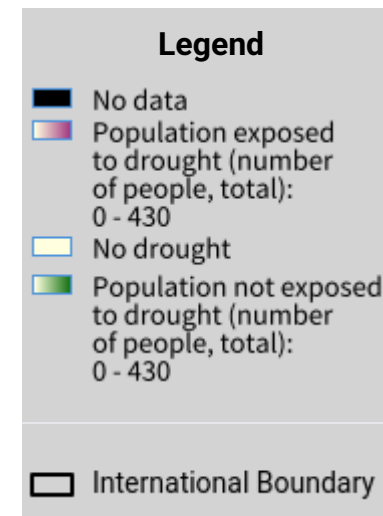 Legend
No data
Population exposed
to drought (number
of people, total):
0 - 430
No drought
Population not exposed
to drought (number
of people, total):
0 - 430
International Boundary